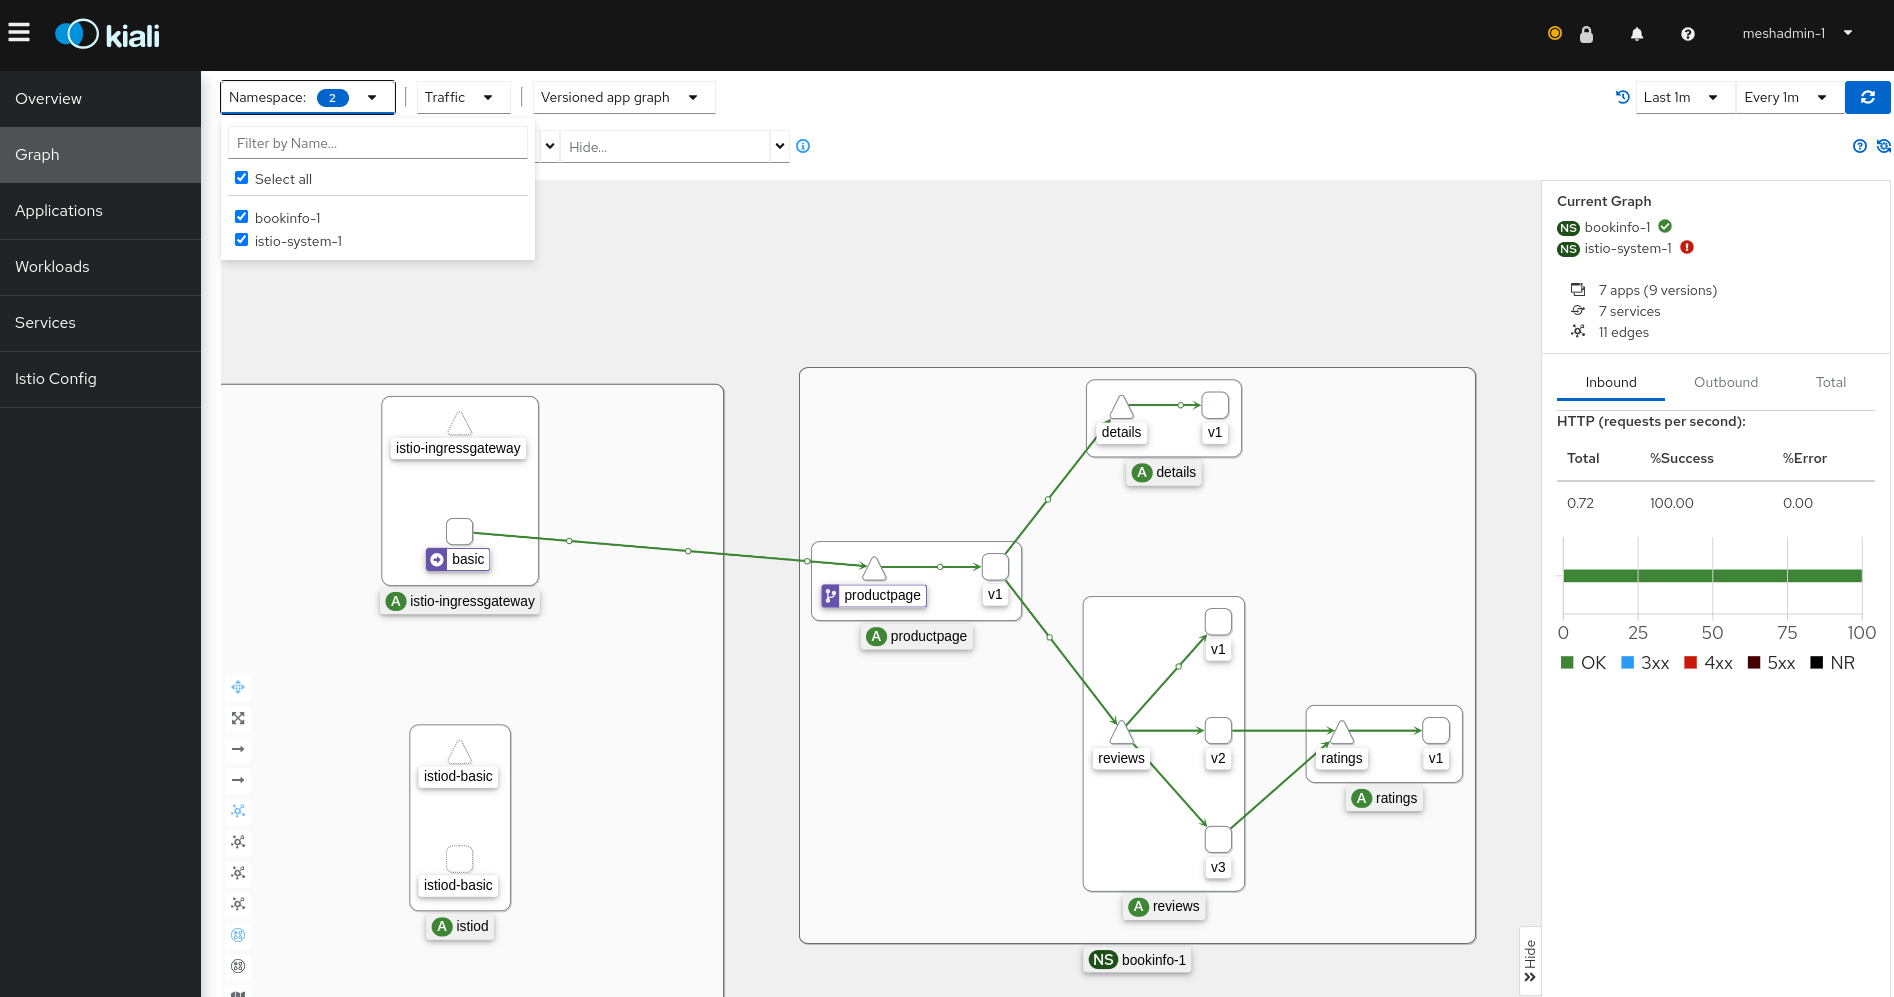 kiali
meshadmin-1
Overview
Graph
Applications
Workloads
Services
Istio Config
Namespace: 2
Traffic
Versioned app graph
Last 1m
Every 1m
Filter by Name...
Hide...
Select all
bookinfo-1
istio-system-1
istio-ingressgateway
basic
A istio-ingressgateway
istiod-basic
istiod-basic
A istiod
details
v1
A details
productpage
v1
A productpage
v1
reviews
v2
v3
A reviews
ratings
v1
A ratings
NS bookinfo-1
Hide
Current Graph
NS bookinfo-1
NS istio-system-1
7 apps (9 versions)
7 services
11 edges
Inbound
Outbound
Total
HTTP (requests per second):
Total %Success %Error
0.72 100.00 0.00
0 25 50 75 100
OK 3xx 4xx 5xx NR